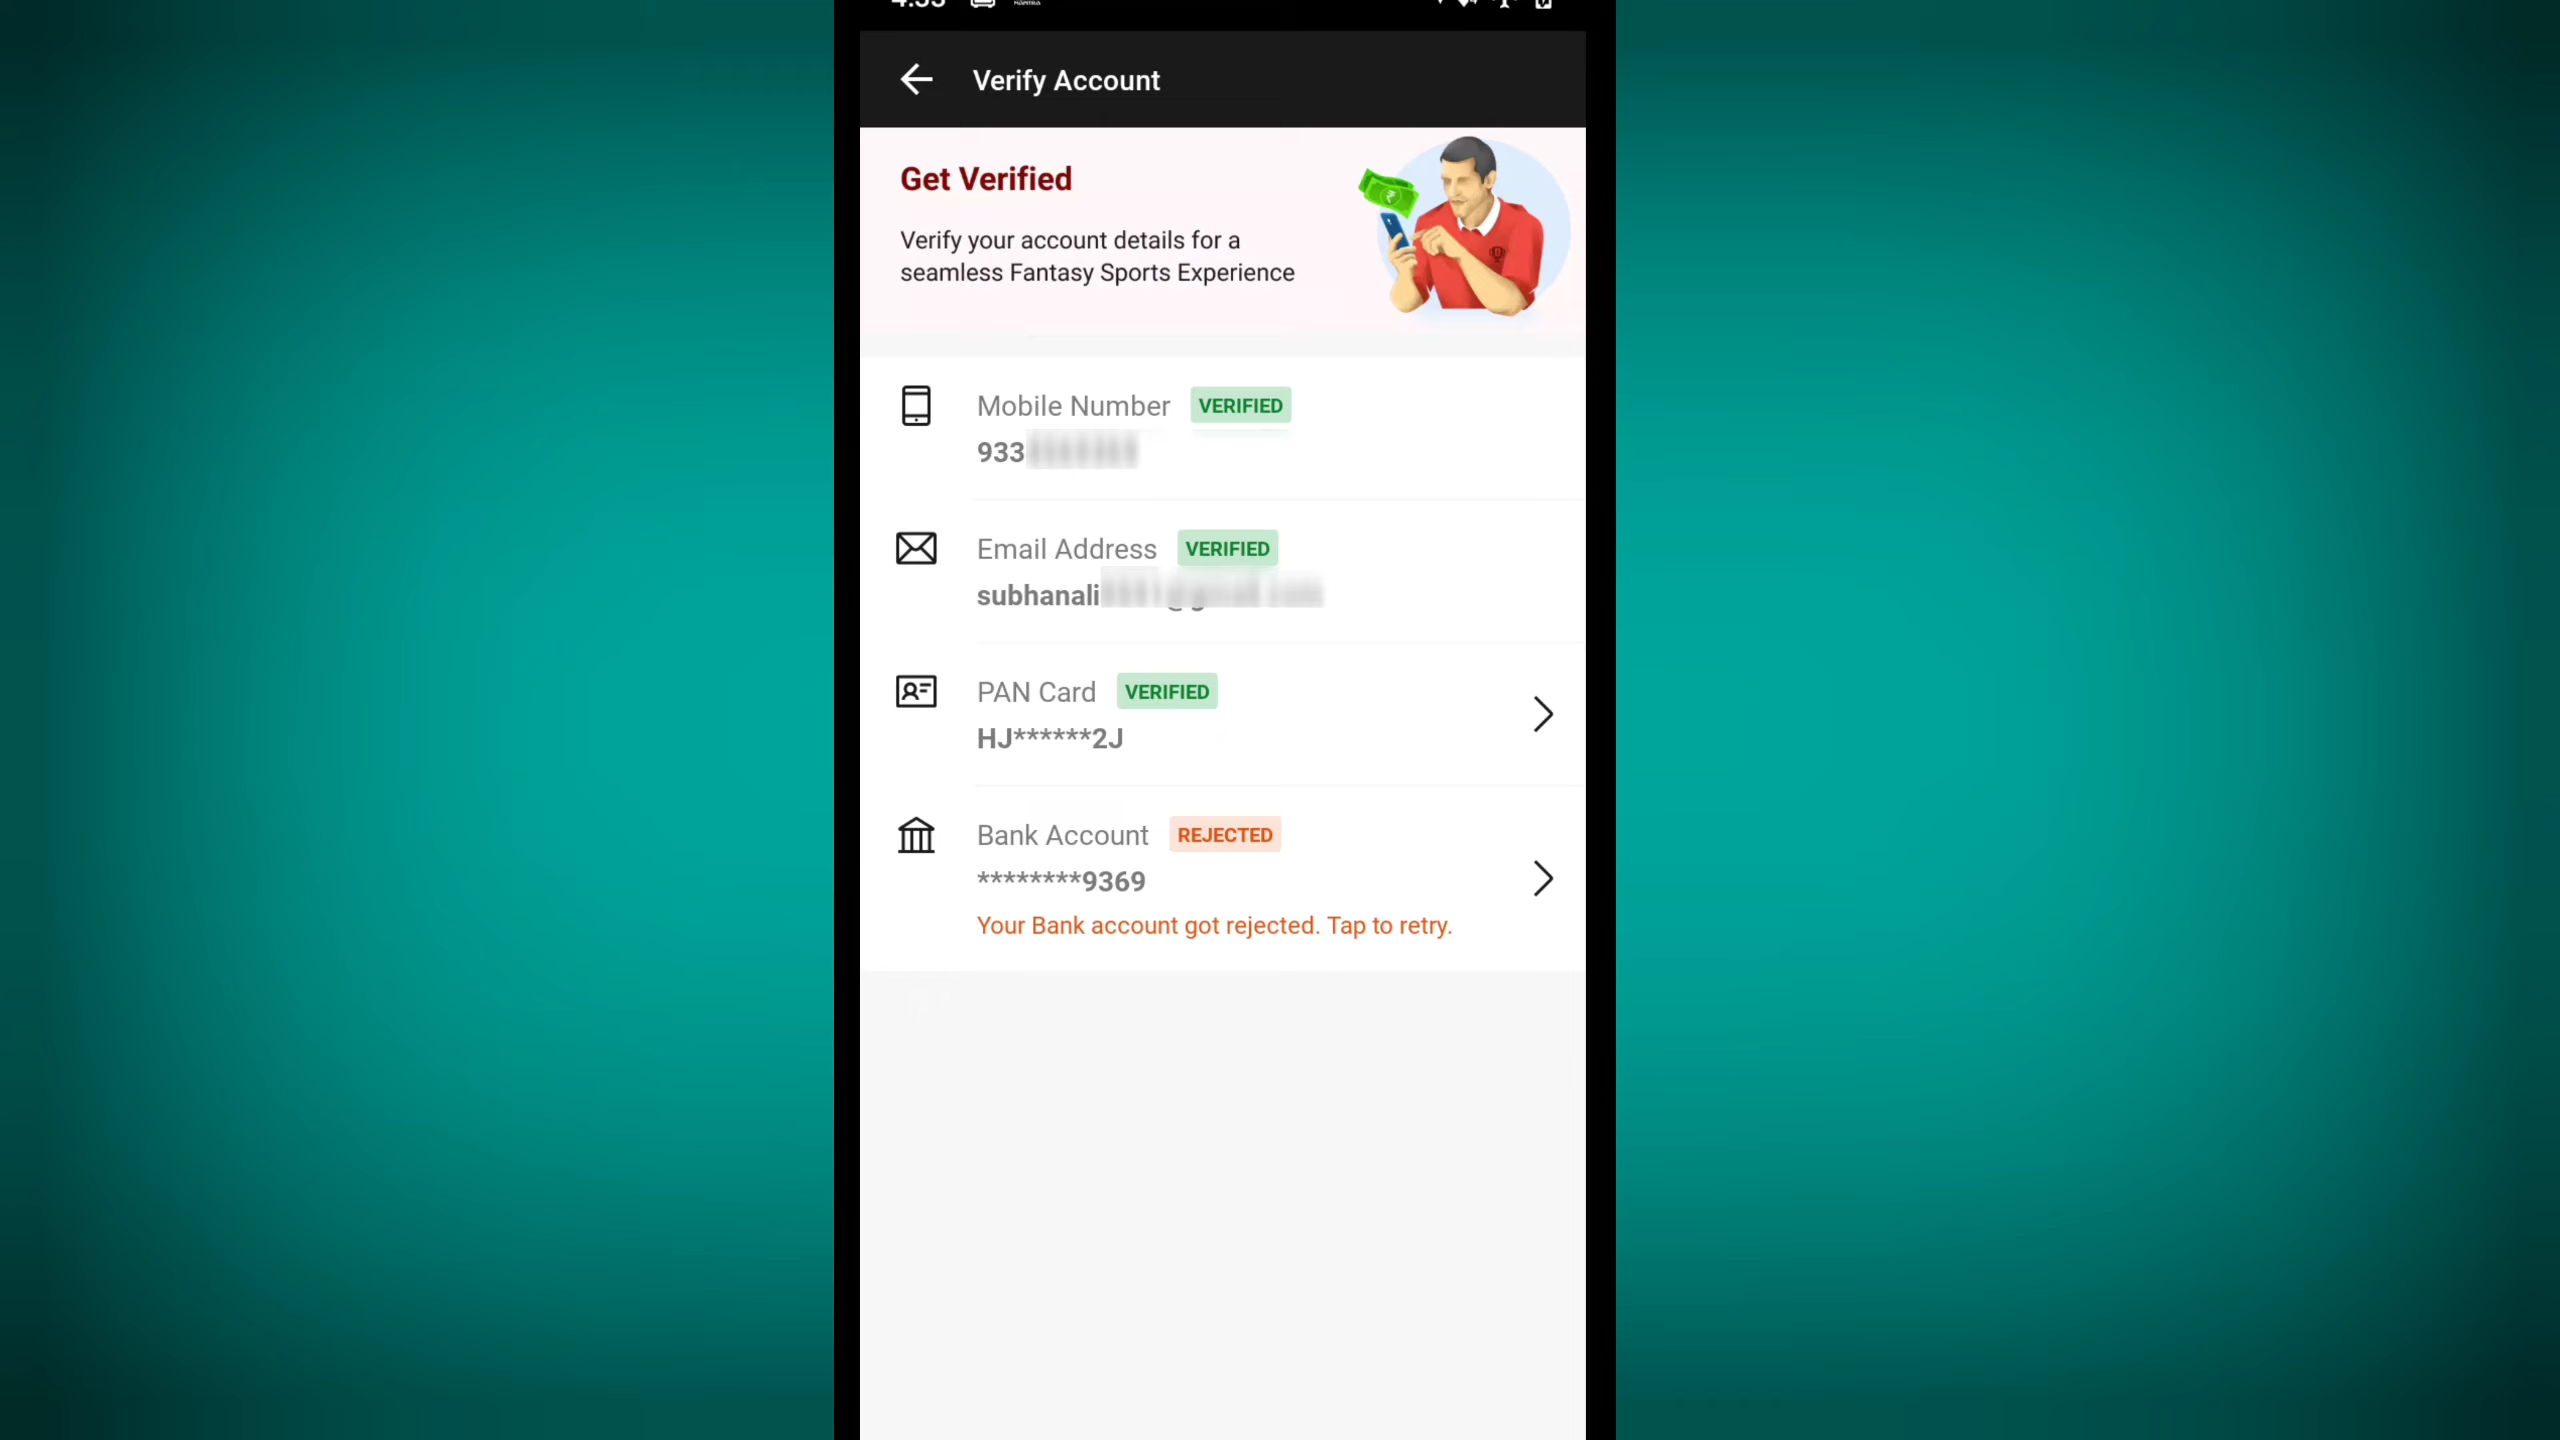 4:33
Verify Account
Get Verified
Verify your account details for a
seamless Fantasy Sports Experience
Mobile Number VERIFIED
933
Email Address VERIFIED
subhanali
PAN Card VERIFIED
HJ******2J
Bank Account REJECTED
********9369
Your Bank account got rejected. Tap to retry.